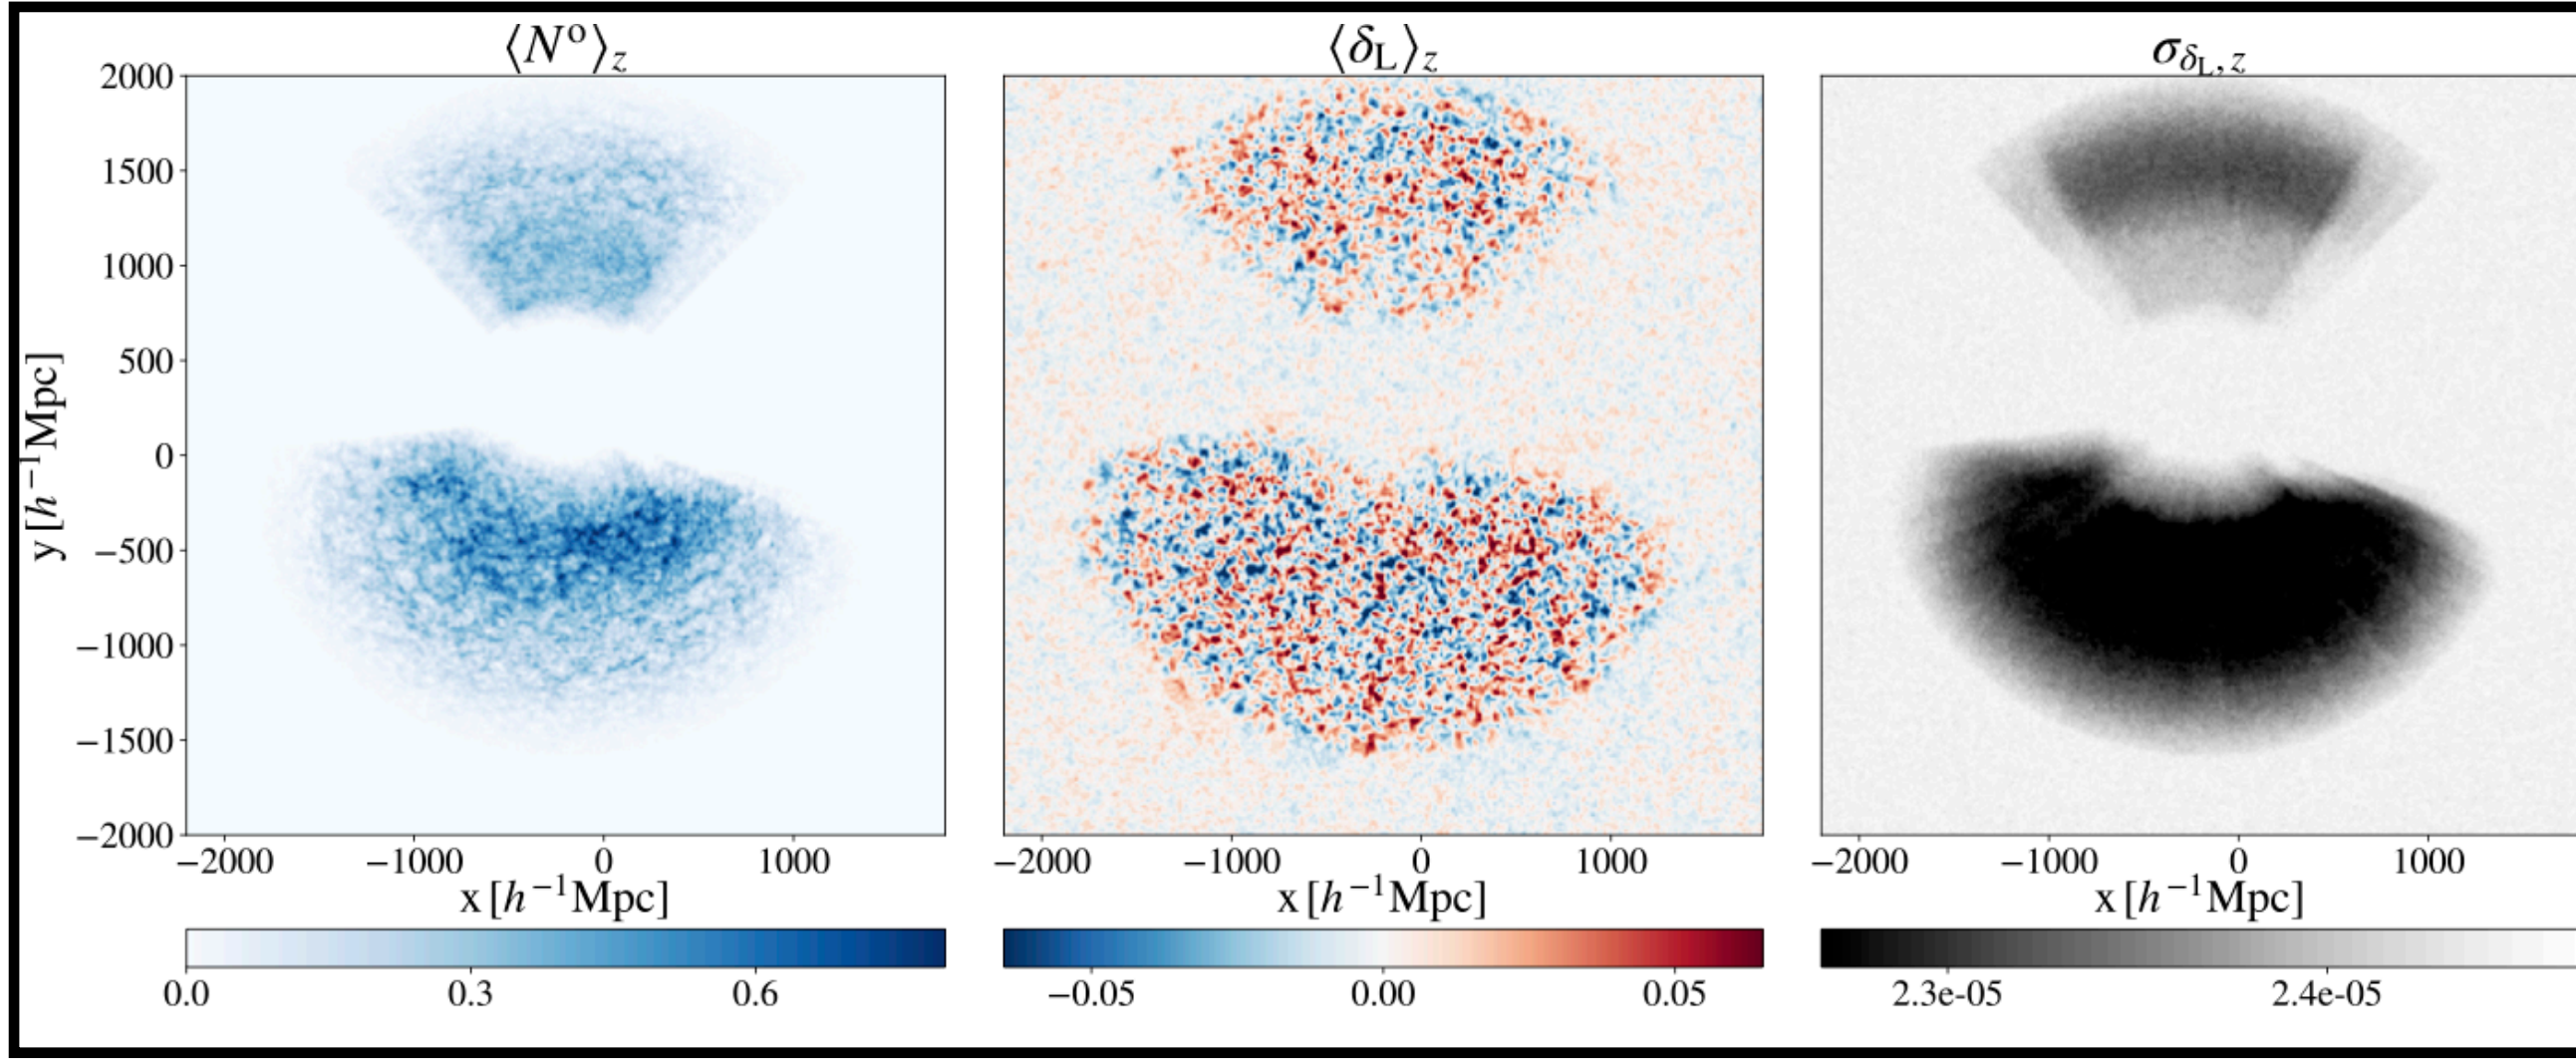 ⟨N°⟩z ⟨δL⟩z σδL,z
2000
1500
1000
500
0
−500
−1000
−1500
−2000
y [h−1Mpc]
−2000 −1000 0 1000 −2000 −1000 0 1000 −2000 −1000 0 1000
x [h−1Mpc] x [h−1Mpc] x [h−1Mpc]
0.0 0.3 0.6 −0.05 0.00 0.05 2.3e-05 2.4e-05